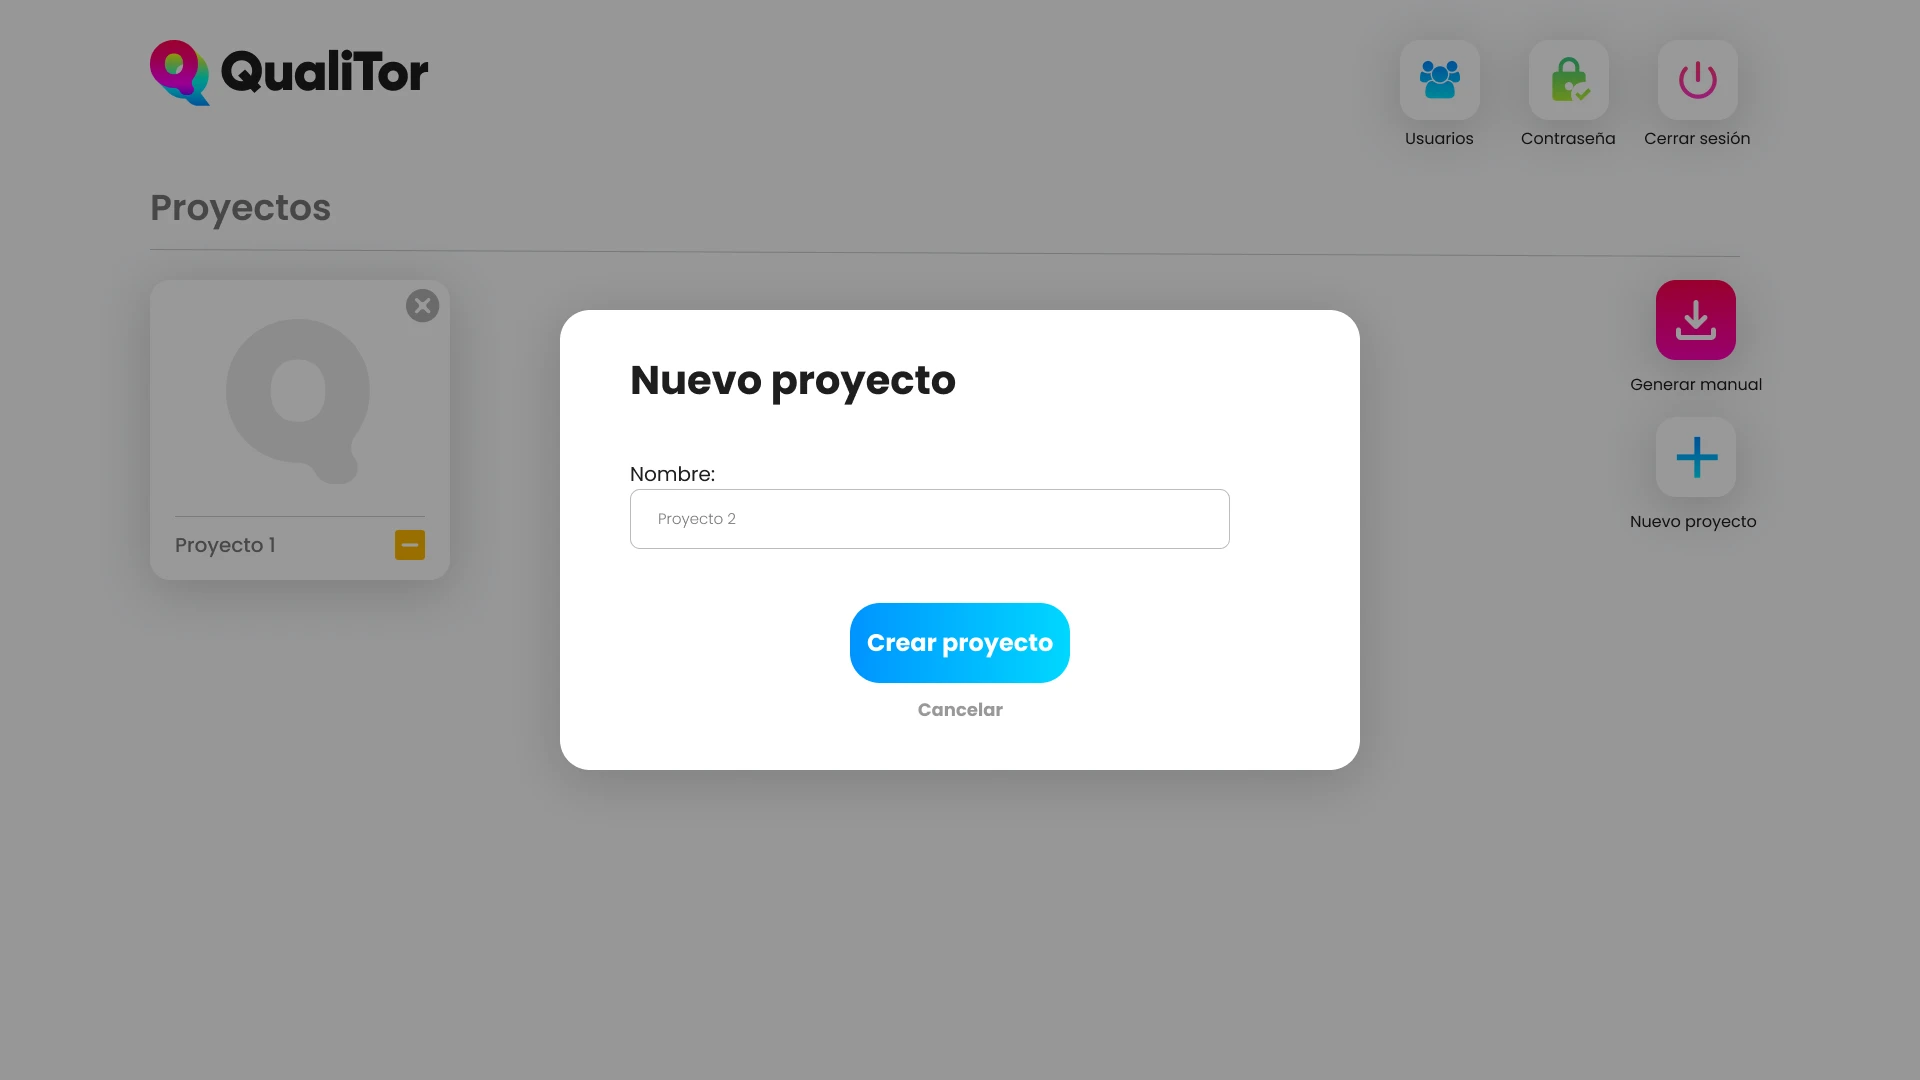 QualiTor
Usuarios
Contraseña
Cerrar sesión
Proyectos
Generar manual
Nuevo proyecto
Proyecto 1
Nuevo proyecto
Nombre:
Proyecto 2
Crear proyecto
Cancelar